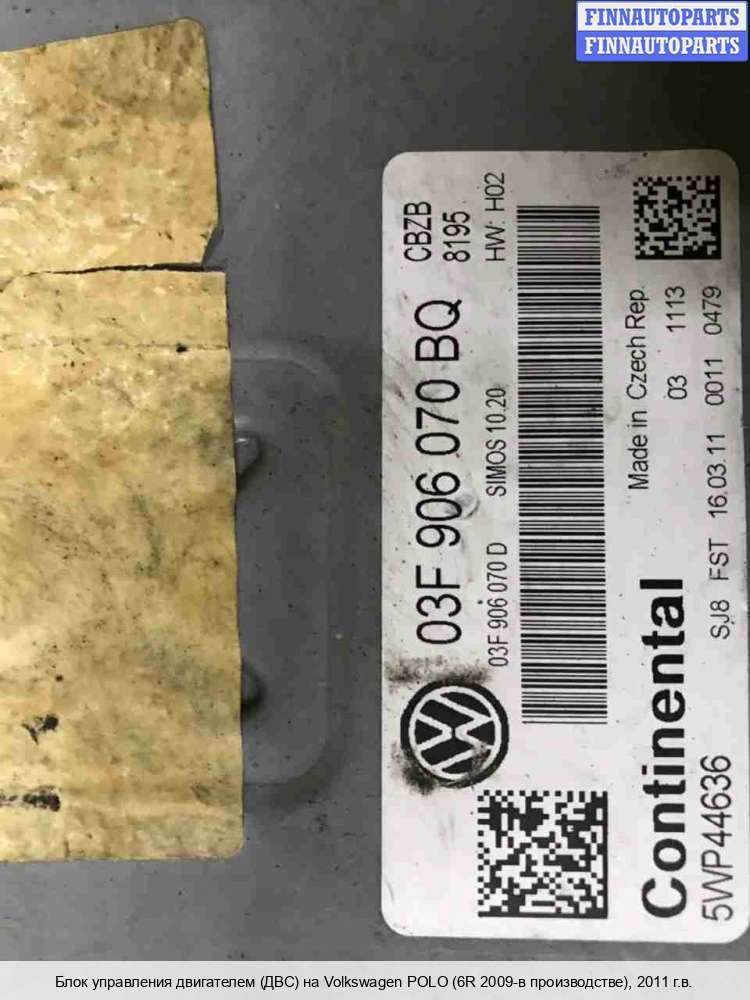 FINNAUTOPARTS
FINNAUTOPARTS
03F 906 070 BQ
CBZB
8195
03F 906 070 D
SIMOS 10.20
HW: H02
Continental
Made in Czech Rep.
03 1113
5WP44636
SJ8 FST 16.03.11 0011 0479
Блок управления двигателем (ДВС) на Volkswagen POLO (6R 2009-в производстве), 2011 г.в.